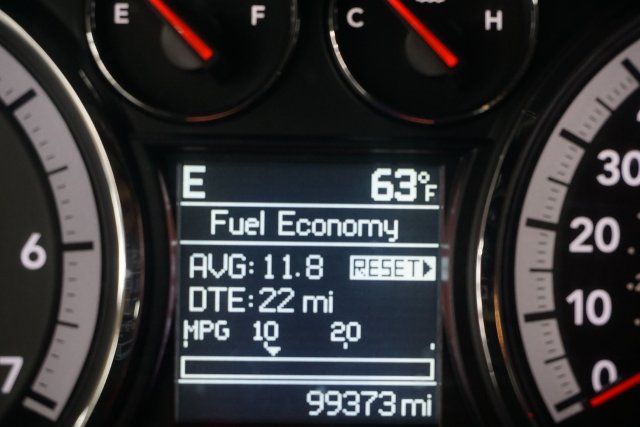 E F C H
E 63°F
Fuel Economy
AVG: 11.8 RESET
DTE: 22 mi
MPG 10 20
99373 mi
6
7
30
20
10
0